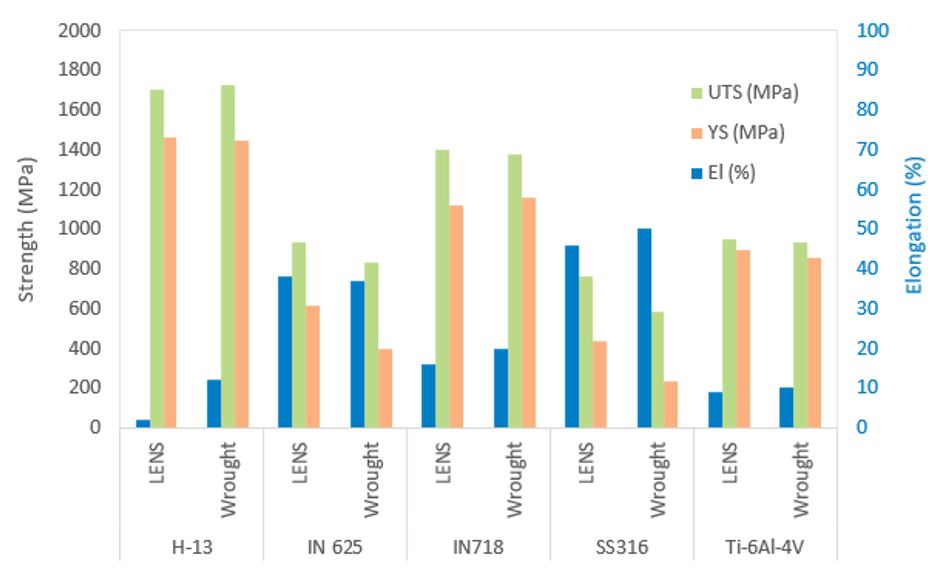 2000
1800
1600
1400
1200
1000
800
600
400
200
0
Strength (MPa)
100
90
80
70
60
50
40
30
20
10
0
Elongation (%)
UTS (MPa)
YS (MPa)
El (%)
LENS
Wrought
LENS
Wrought
LENS
Wrought
LENS
Wrought
LENS
Wrought
H-13
IN 625
IN718
SS316
Ti-6Al-4V